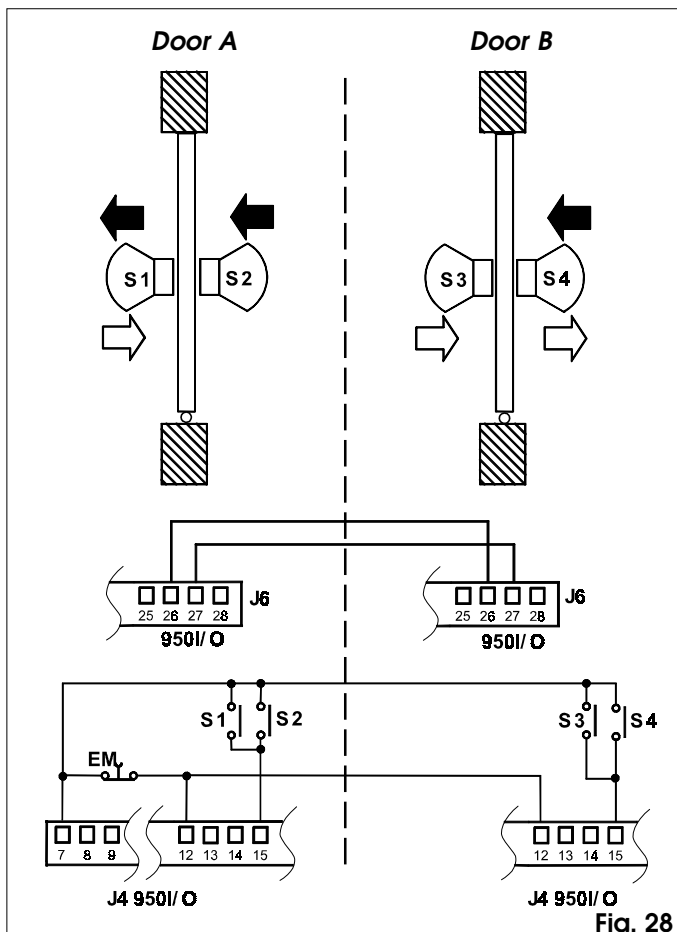 Door A Door B
S1 S2 S3 S4
25 26 27 28 J6 25 26 27 28 J6
950I/O 950I/O
S1 S2 S3 S4
EM
7 8 9 12 13 14 15 12 13 14 15
J4 950I/O J4 950I/O
Fig. 28